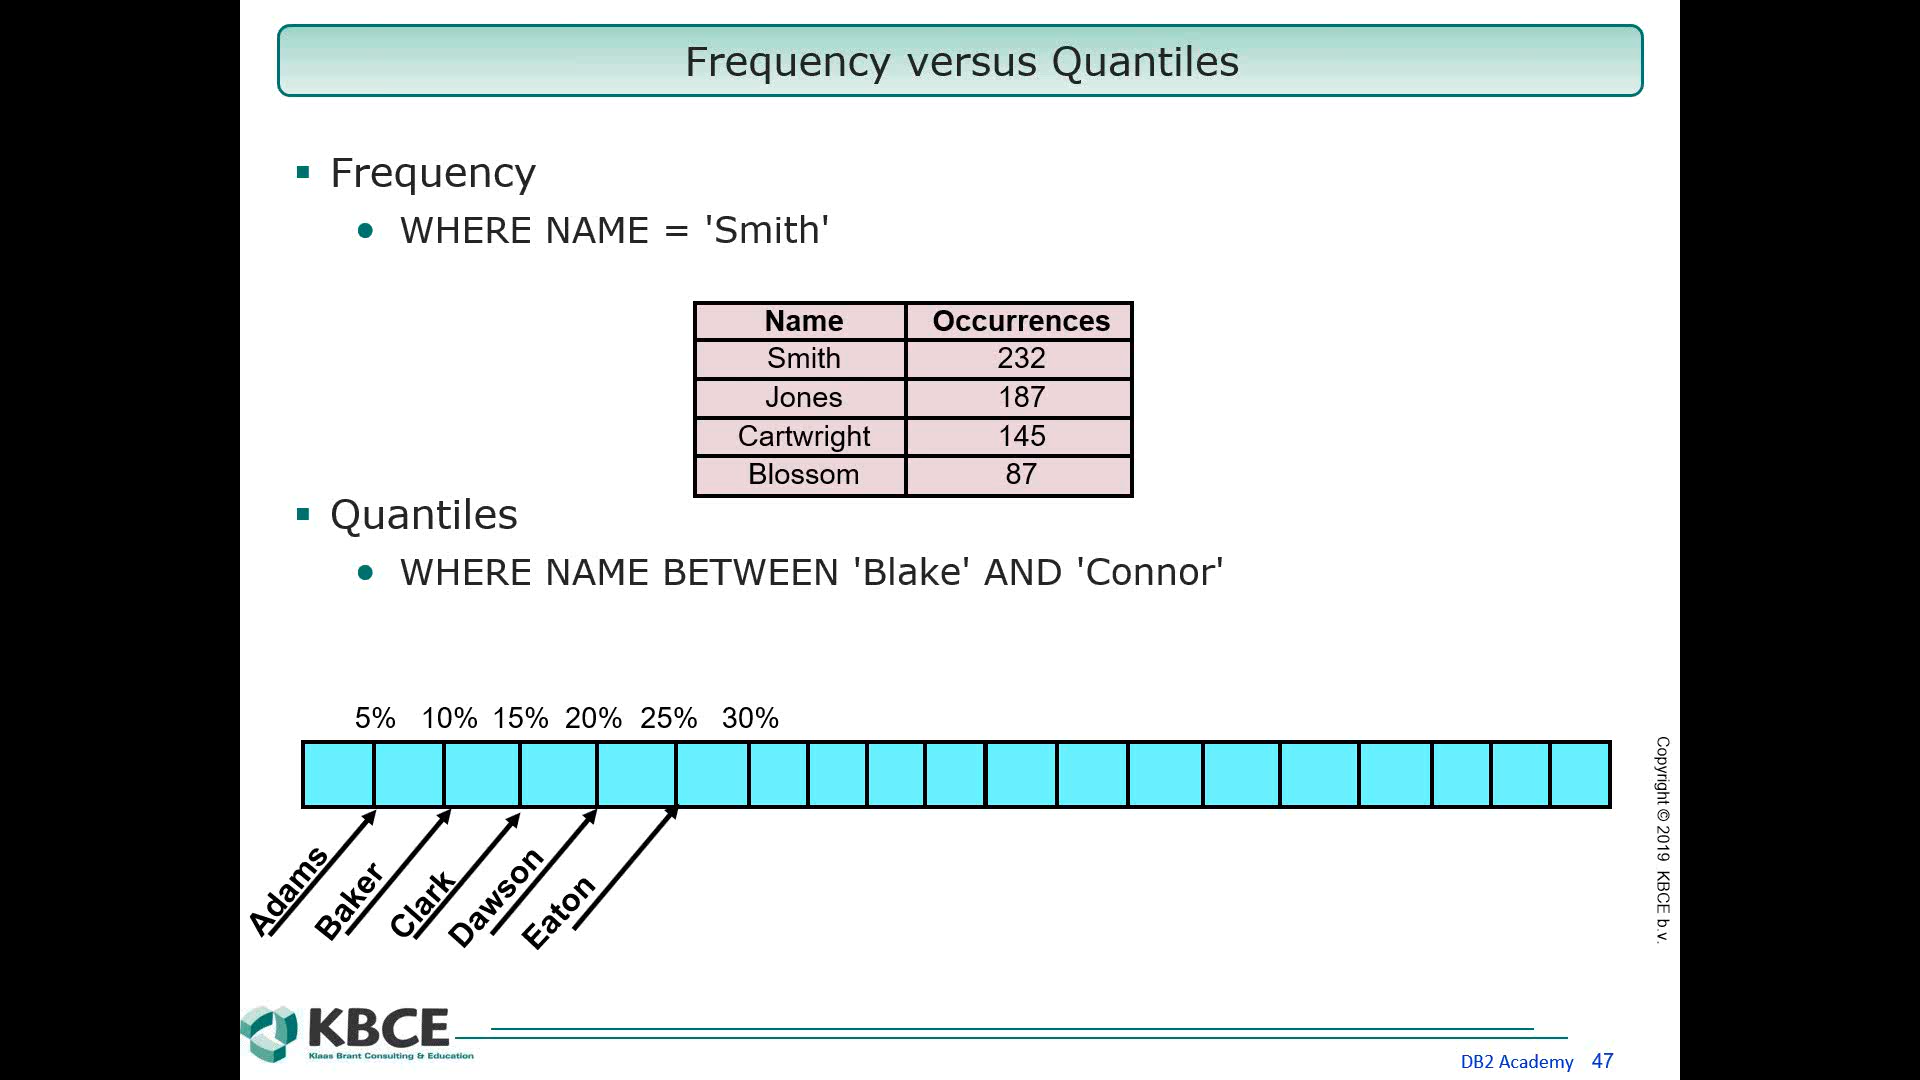 Frequency versus Quantiles
Frequency
WHERE NAME = 'Smith'
Name Occurrences
Smith 232
Jones 187
Cartwright 145
Blossom 87
Quantiles
WHERE NAME BETWEEN 'Blake' AND 'Connor'
5% 10% 15% 20% 25% 30%
Adams
Baker
Clark
Dawson
Eaton
Copyright © 2019 KBCE b.v.
KBCE
Klaas Brant Consulting & Education
DB2 Academy 47